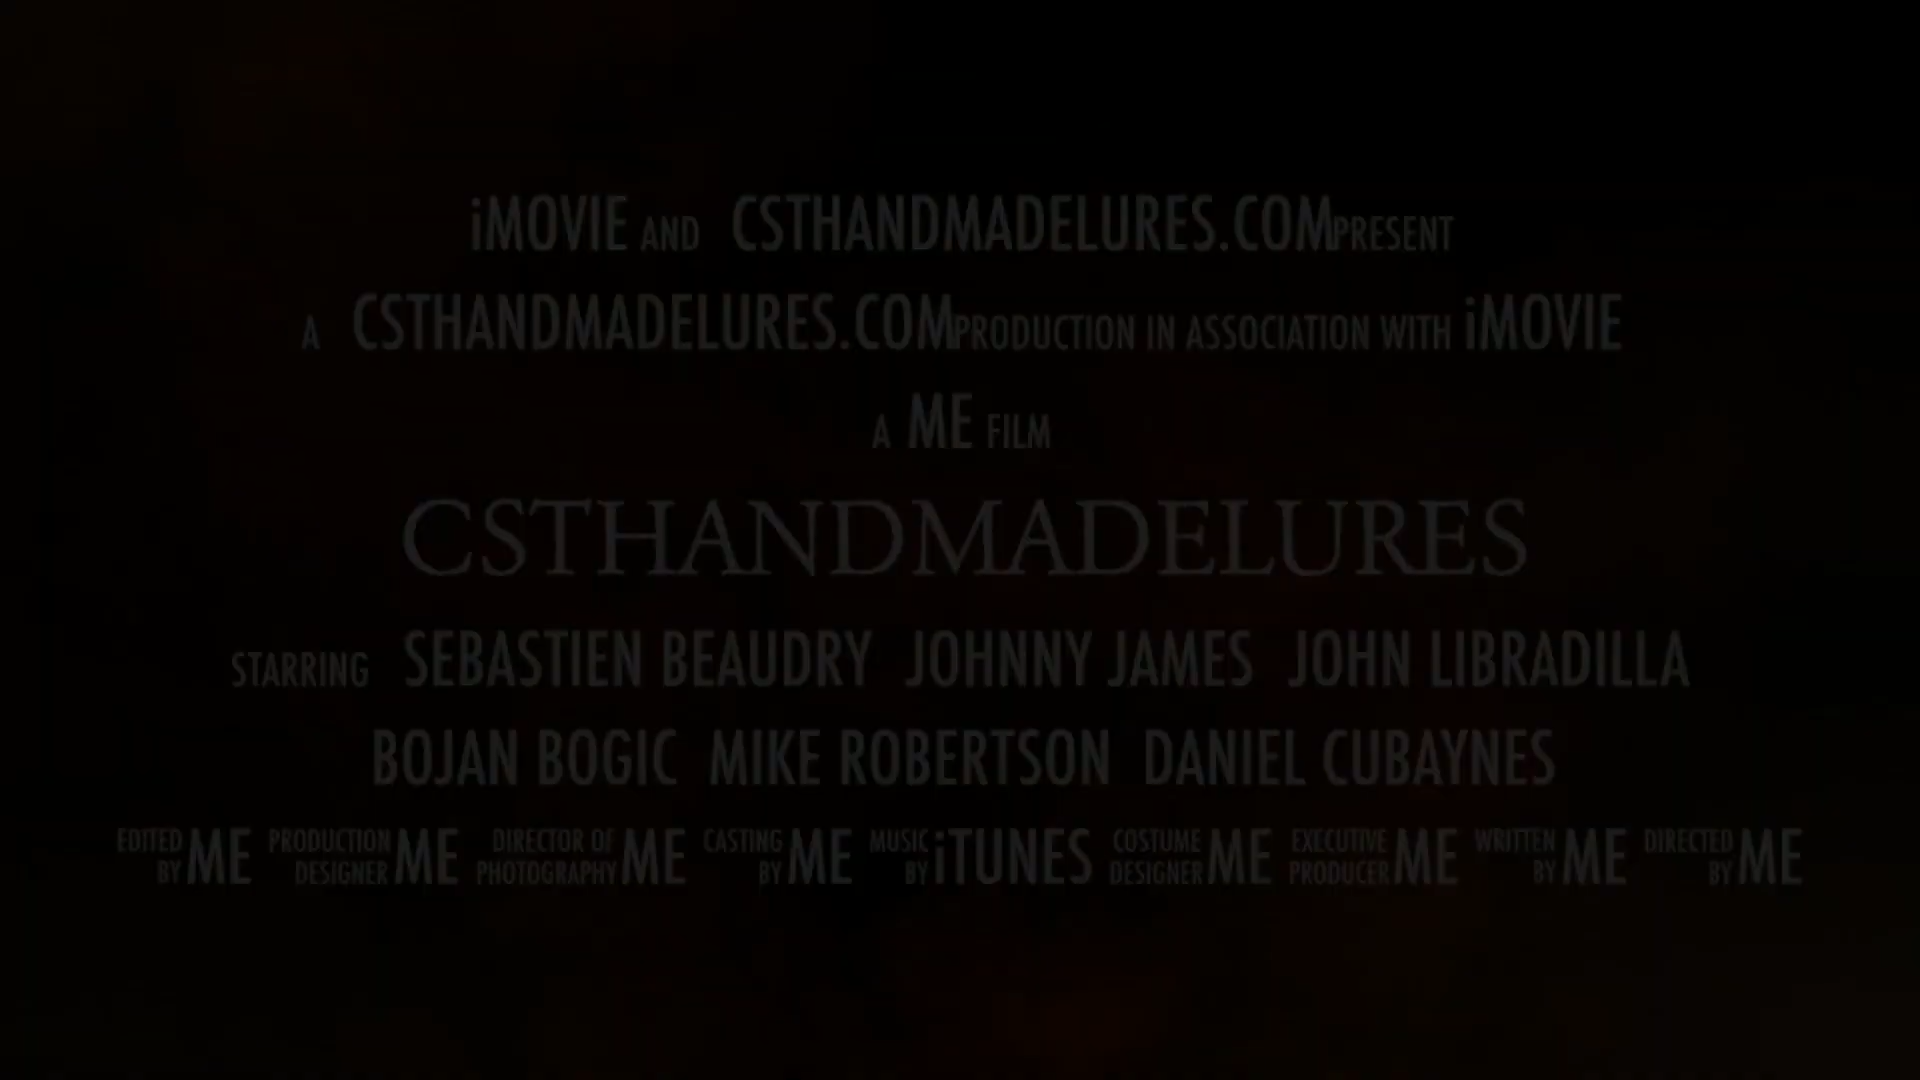 iMOVIE AND CSTHANDMADELURES.COM PRESENT
A CSTHANDMADELURES.COM PRODUCTION IN ASSOCIATION WITH iMOVIE
A ME FILM
CSTHANDMADELURES
STARRING SEBASTIEN BEAUDRY JOHNNY JAMES JOHN LIBRADILLA
BOJAN BOGIC MIKE ROBERTSON DANIEL CUBAYNES
EDITED BY ME PRODUCTION DESIGNER ME DIRECTOR OF PHOTOGRAPHY ME CASTING BY ME MUSIC BY iTUNES COSTUME DESIGNER ME EXECUTIVE PRODUCER ME WRITTEN BY ME DIRECTED BY ME